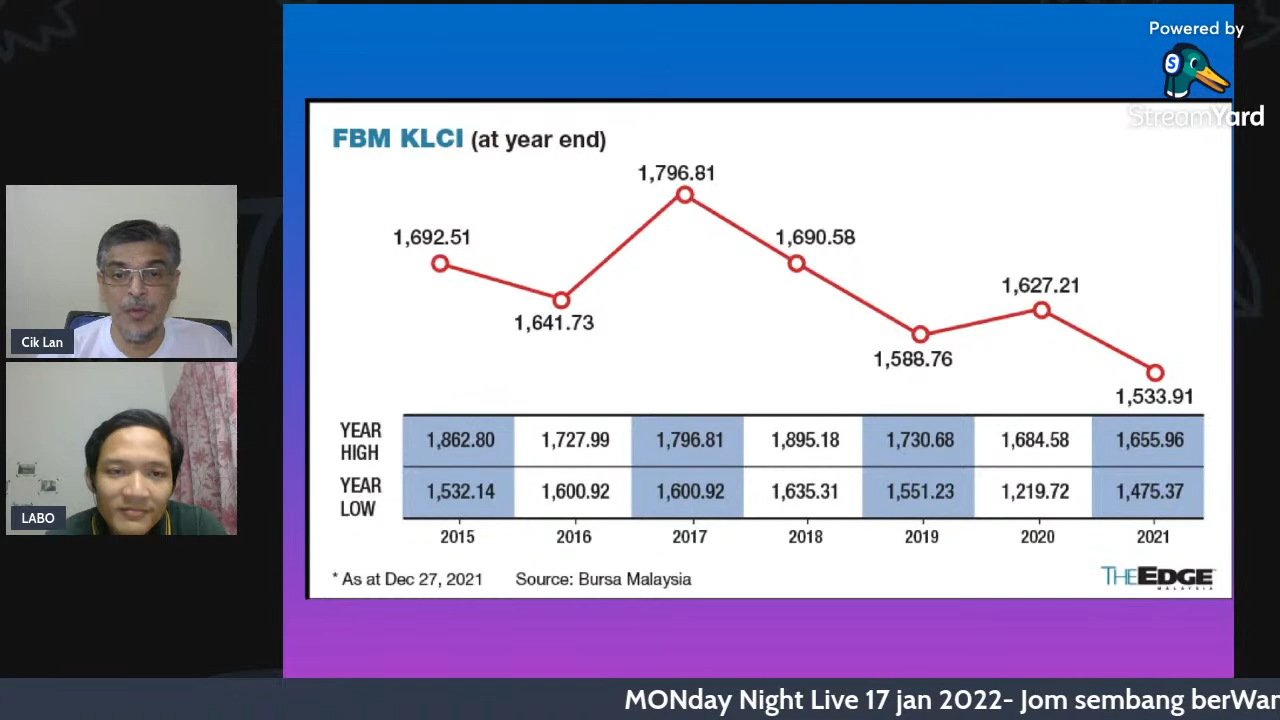 Powered by
S
StreamYard
FBM KLCI (at year end)
1,796.81
1,692.51
1,690.58
1,627.21
1,641.73
1,588.76
1,533.91
YEAR HIGH 1,862.80 1,727.99 1,796.81 1,895.18 1,730.68 1,684.58 1,655.96
YEAR LOW 1,532.14 1,600.92 1,600.92 1,635.31 1,551.23 1,219.72 1,475.37
2015 2016 2017 2018 2019 2020 2021
* As at Dec 27, 2021 Source: Bursa Malaysia
THE EDGE
MALAYSIA
Cik Lan
LABO
MONday Night Live 17 jan 2022- Jom sembang berWan